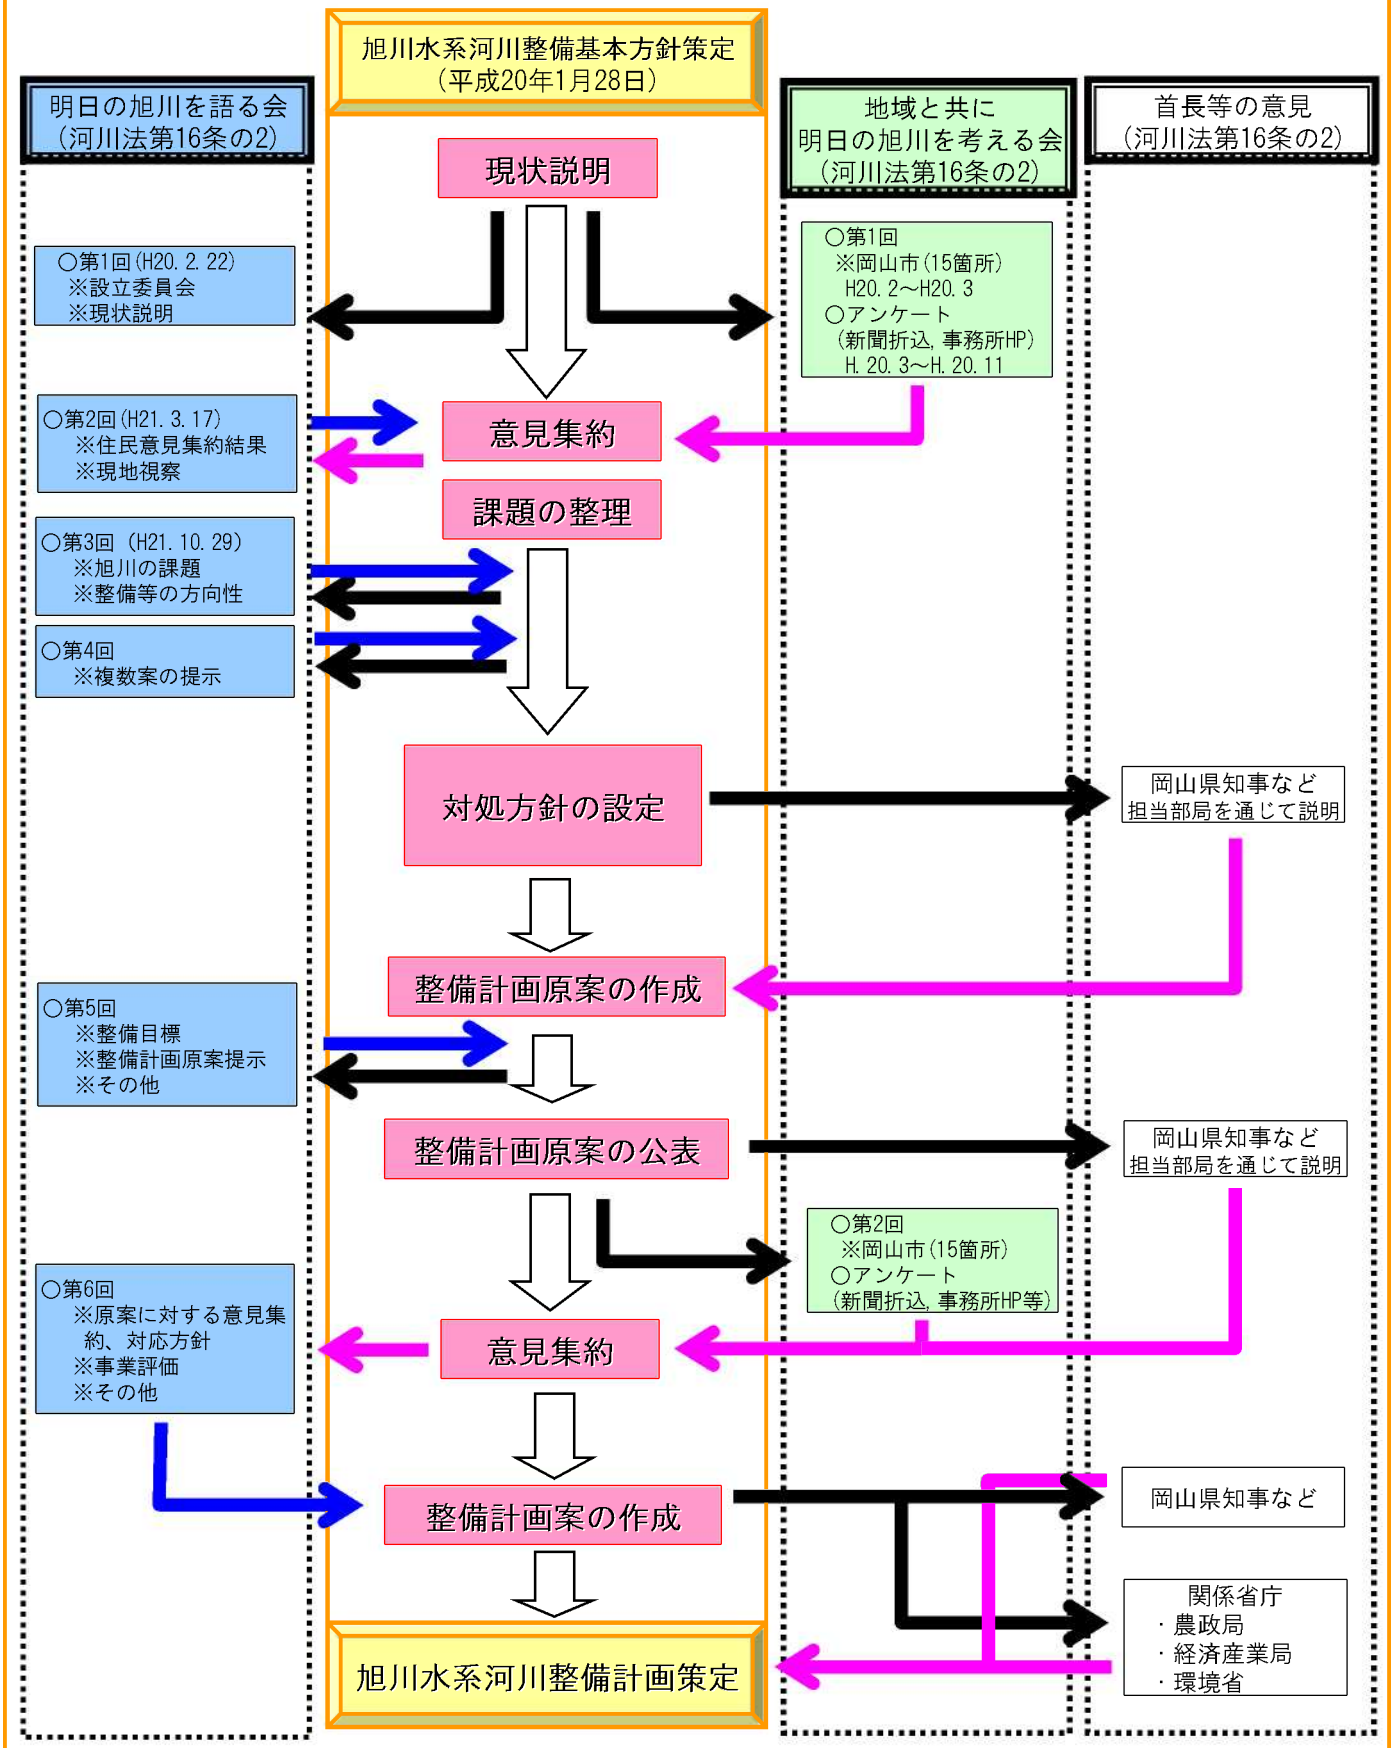 旭川水系河川整備基本方針策定
(平成20年1月28日)
明日の旭川を語る会
(河川法第16条の2)
地域と共に
明日の旭川を考える会
(河川法第16条の2)
首長等の意見
(河川法第16条の2)
現状説明
○第1回(H20.2.22)
※設立委員会
※現状説明
○第1回
※岡山市(15箇所)
H20.2～H20.3
○アンケート
(新聞折込,事務所HP)
H.20.3～H.20.11
○第2回(H21.3.17)
※住民意見集約結果
※現地視察
意見集約
課題の整理
○第3回 (H21.10.29)
※旭川の課題
※整備等の方向性
○第4回
※複数案の提示
対処方針の設定
岡山県知事など
担当部局を通じて説明
整備計画原案の作成
○第5回
※整備目標
※整備計画原案提示
※その他
整備計画原案の公表
岡山県知事など
担当部局を通じて説明
○第2回
※岡山市(15箇所)
○アンケート
(新聞折込,事務所HP等)
○第6回
※原案に対する意見集
約、対応方針
※事業評価
※その他
意見集約
整備計画案の作成
岡山県知事など
関係省庁
・農政局
・経済産業局
・環境省
旭川水系河川整備計画策定